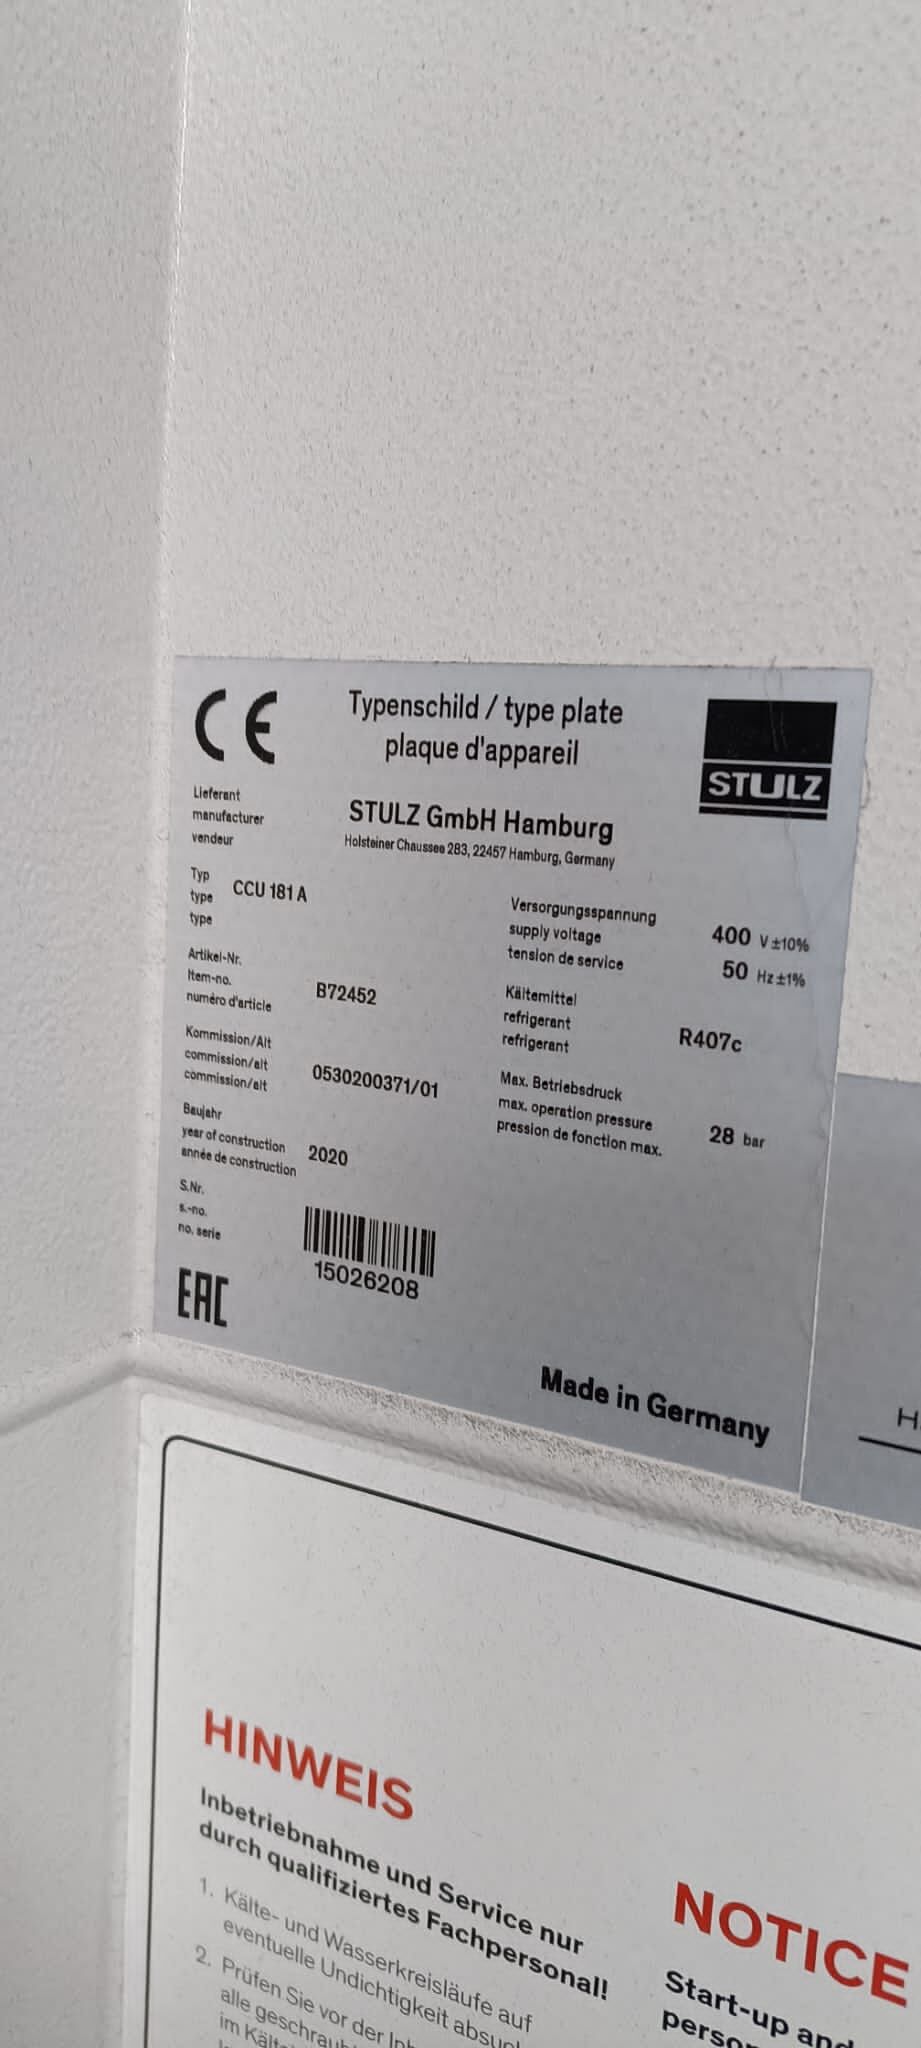 CE
Typenschild / type plate
plaque d'appareil
STULZ
Lieferant
manufacturer
vendeur
STULZ GmbH Hamburg
Holsteiner Chaussee 283, 22457 Hamburg, Germany
Typ
type
type
CCU 181 A
Artikel-Nr.
Item-no.
numéro d'article
B72452
Kommission/Alt
commission/alt
commission/alt
0530200371/01
Baujahr
year of construction
année de construction
2020
S.Nr.
s.-no.
no. serie
15026208
EAC
Versorgungsspannung
supply voltage
tension de service
400 V ±10%
50 Hz ±1%
Kältemittel
refrigerant
refrigerant
R407c
Max. Betriebsdruck
max. operation pressure
pression de fonction max.
28 bar
Made in Germany
HINWEIS
Inbetriebnahme und Service nur
durch qualifiziertes Fachpersonal!
1. Kälte- und Wasserkreisläufe auf
eventuelle Undichtigkeit
2. Prüfen Sie vor der
alle
im
NOTICE
Start-up and